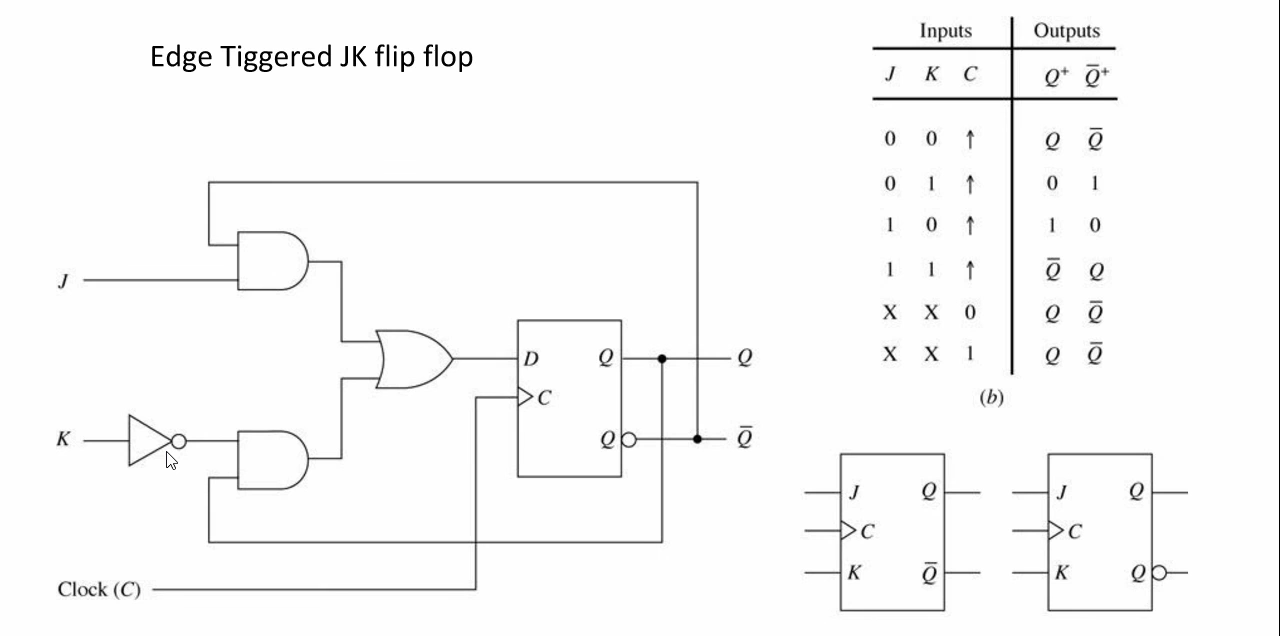 Edge Tiggered JK flip flop
Inputs Outputs
J K C Q⁺ Q̅⁺
0 0 ↑ Q Q̅
0 1 ↑ 0 1
1 0 ↑ 1 0
1 1 ↑ Q̅ Q
X X 0 Q Q̅
X X 1 Q Q̅
(b)
J
D Q Q
C
K Q Q̅
Clock (C)
J Q
C
K Q̅
J Q
C
K Q